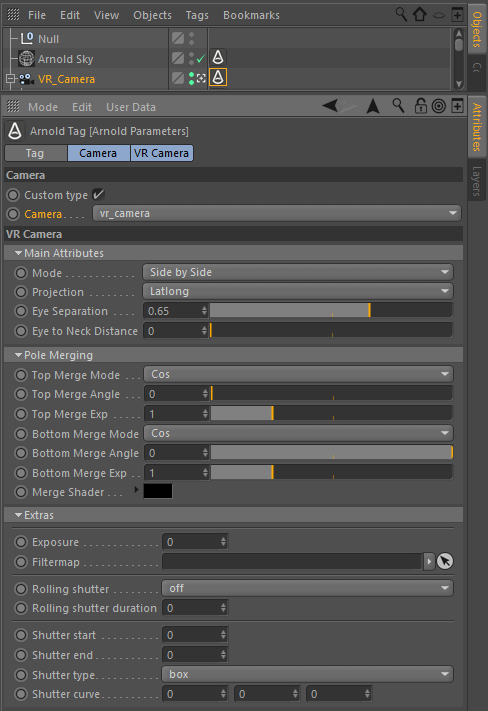 File Edit View Objects Tags Bookmarks
Null
Arnold Sky
VR_Camera
Objects
Mode Edit User Data
Attributes
Layers
Arnold Tag [Arnold Parameters]
Tag Camera VR Camera
Camera
Custom type
Camera.... vr_camera
VR Camera
Main Attributes
Mode ............ Side by Side
Projection ....... Latlong
Eye Separation .... 0.65
Eye to Neck Distance 0
Pole Merging
Top Merge Mode .... Cos
Top Merge Angle ... 0
Top Merge Exp .... 1
Bottom Merge Mode Cos
Bottom Merge Angle 0
Bottom Merge Exp .. 1
Merge Shader ...
Extras
Exposure ............ 0
Filtermap ............
Rolling shutter ........ off
Rolling shutter duration 0
Shutter start ......... 0
Shutter end .......... 0
Shutter type .......... box
Shutter curve ......... 0 0 0